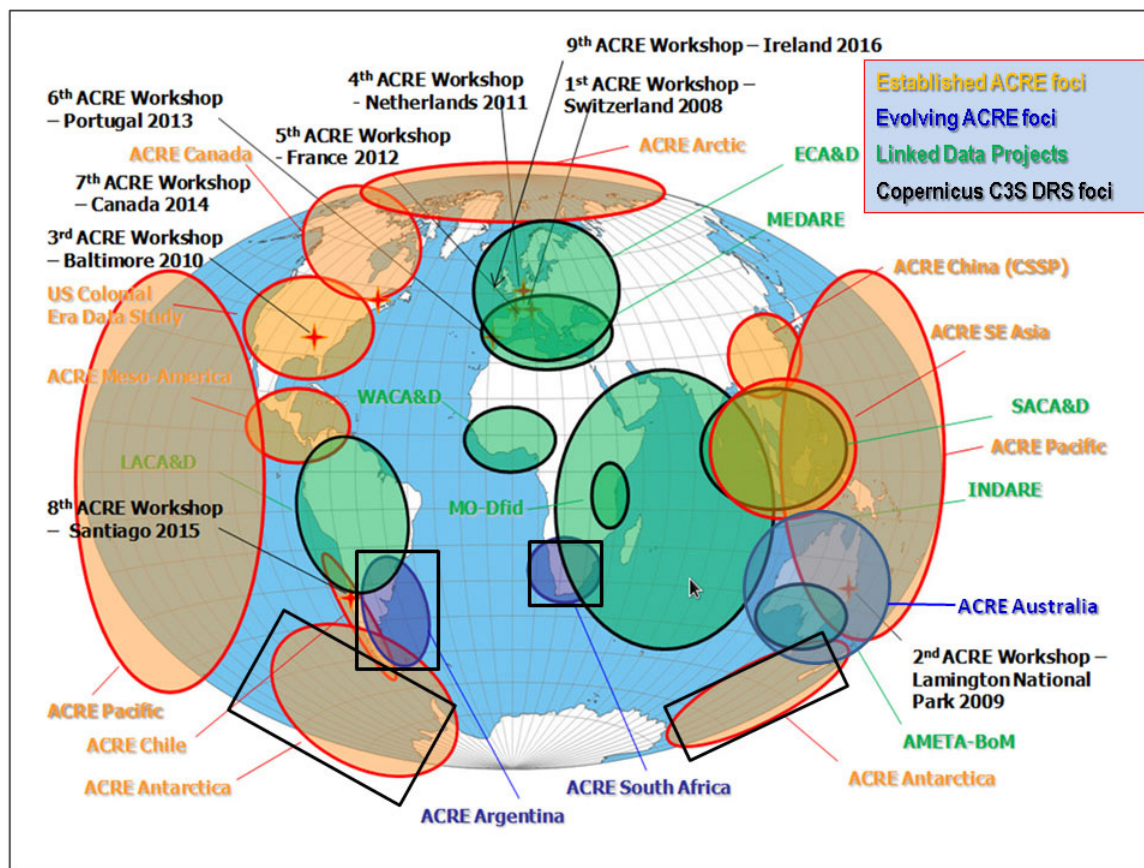 9th ACRE Workshop – Ireland 2016
4th ACRE Workshop
- Netherlands 2011
1st ACRE Workshop –
Switzerland 2008
6th ACRE Workshop
– Portugal 2013
5th ACRE Workshop
-France 2012
ACRE Canada
ACRE Arctic
ECA&D
MEDARE
Established ACRE foci
Evolving ACRE foci
Linked Data Projects
Copernicus C3S DRS foci
7th ACRE Workshop
– Canada 2014
3rd ACRE Workshop
– Baltimore 2010
US Colonial
Era Data Study
ACRE Meso-America
ACRE China (CSSP)
ACRE SE Asia
WACA&D
SACA&D
ACRE Pacific
LACA&D
INDARE
MO-Dfid
8th ACRE Workshop
– Santiago 2015
ACRE Australia
2nd ACRE Workshop –
Lamington National
Park 2009
ACRE Pacific
ACRE Chile
AMETA-BoM
ACRE Antarctica
ACRE South Africa
ACRE Antarctica
ACRE Argentina